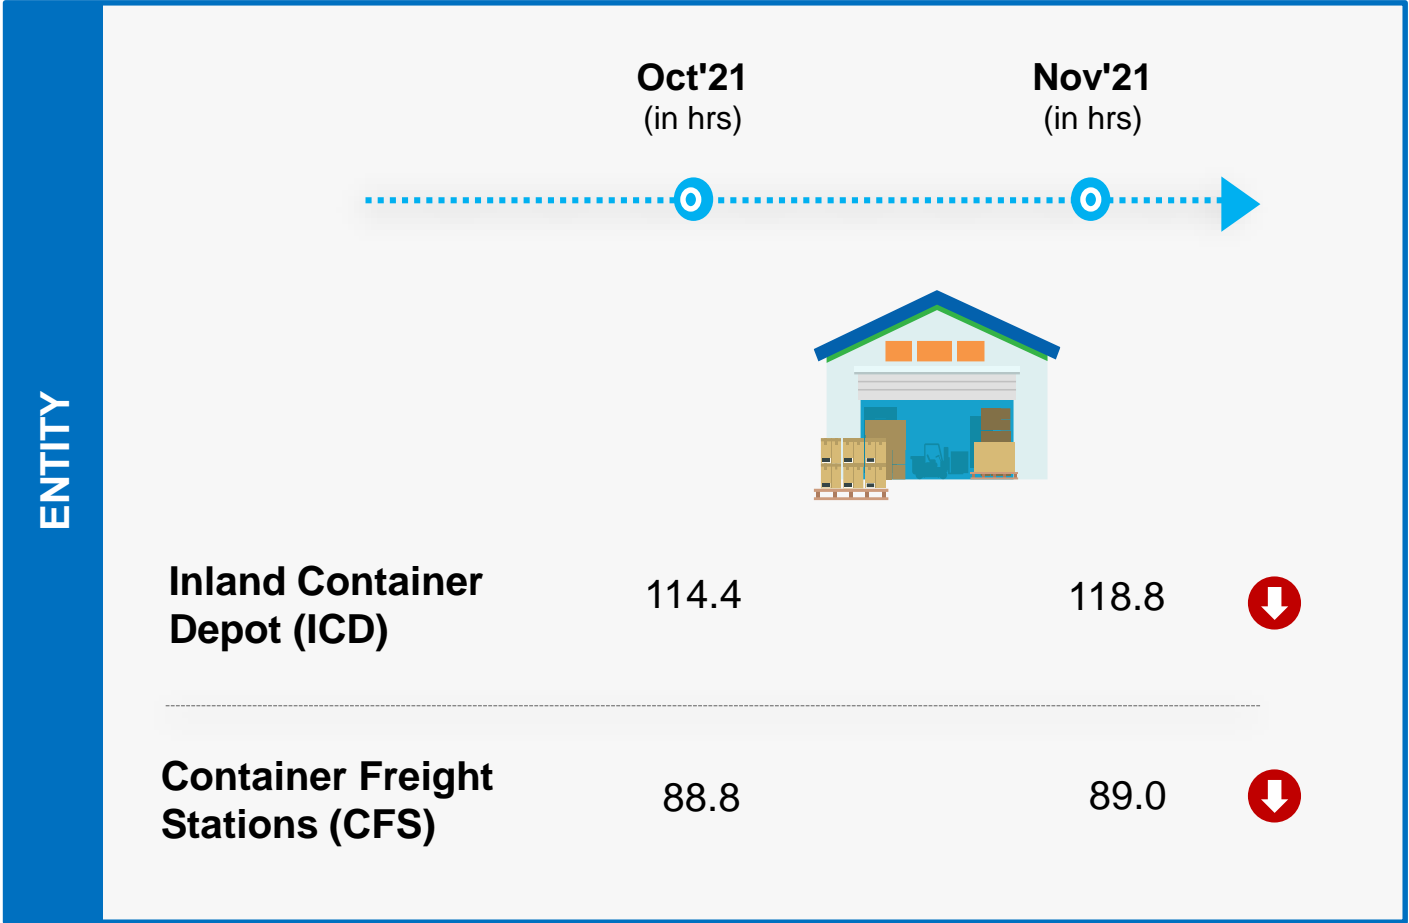 Oct'21
(in hrs)
Nov'21
(in hrs)
ENTITY
Inland Container
Depot (ICD)
114.4
118.8
Container Freight
Stations (CFS)
88.8
89.0